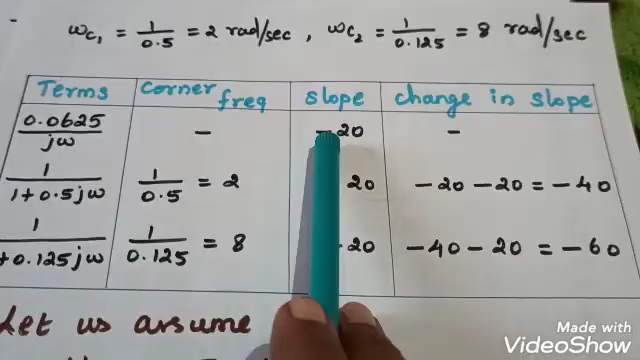 ωc₁ = 1/0.5 = 2 rad/sec , ωc₂ = 1/0.125 = 8 rad/sec
Terms | Corner freq | slope | change in slope
0.0625/jω | – | -20 | -
1/1+0.5jω | 1/0.5 = 2 | 20 | -20 -20 = -40
1/+0.125jω | 1/0.125 = 8 | -20 | -40 -20 = -60
Let us assume
Made with
VideoShow